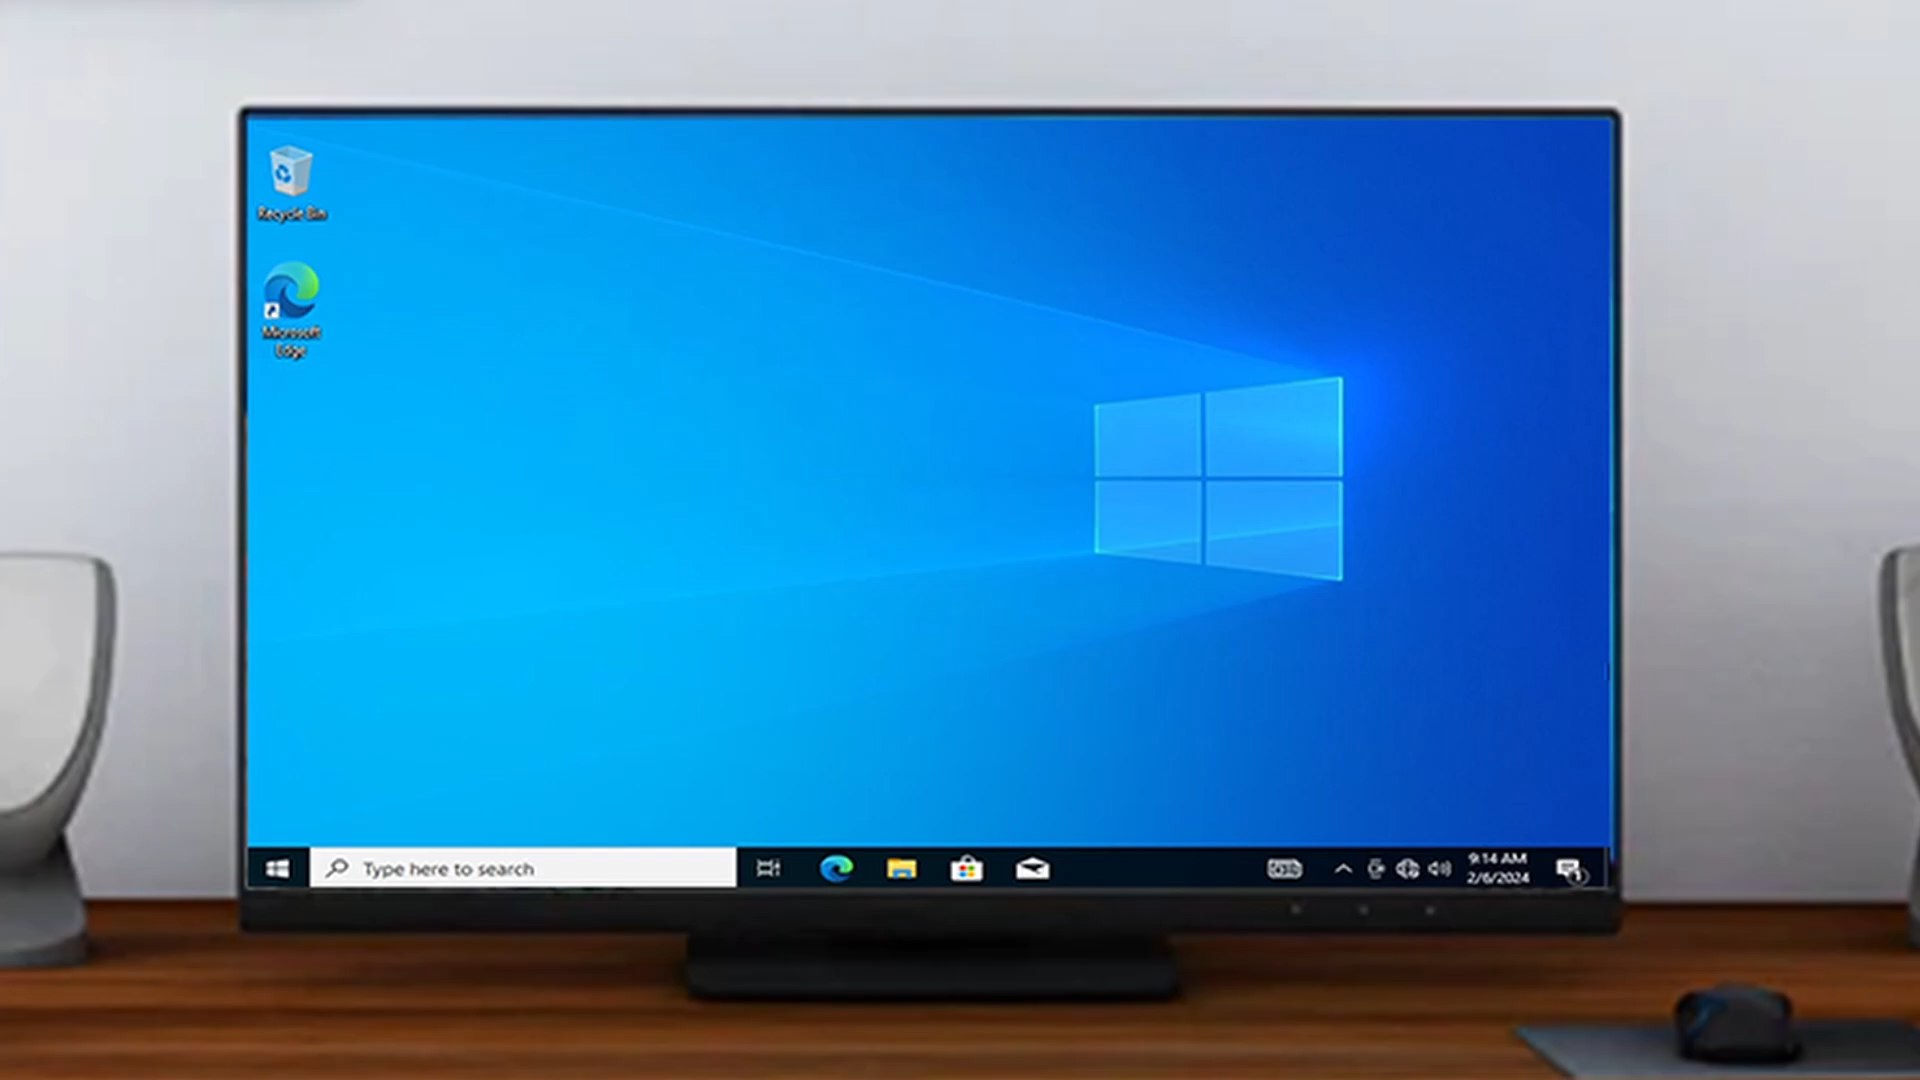 Recycle Bin
Microsoft
Edge
Type here to search
9:14 AM
2/6/2024